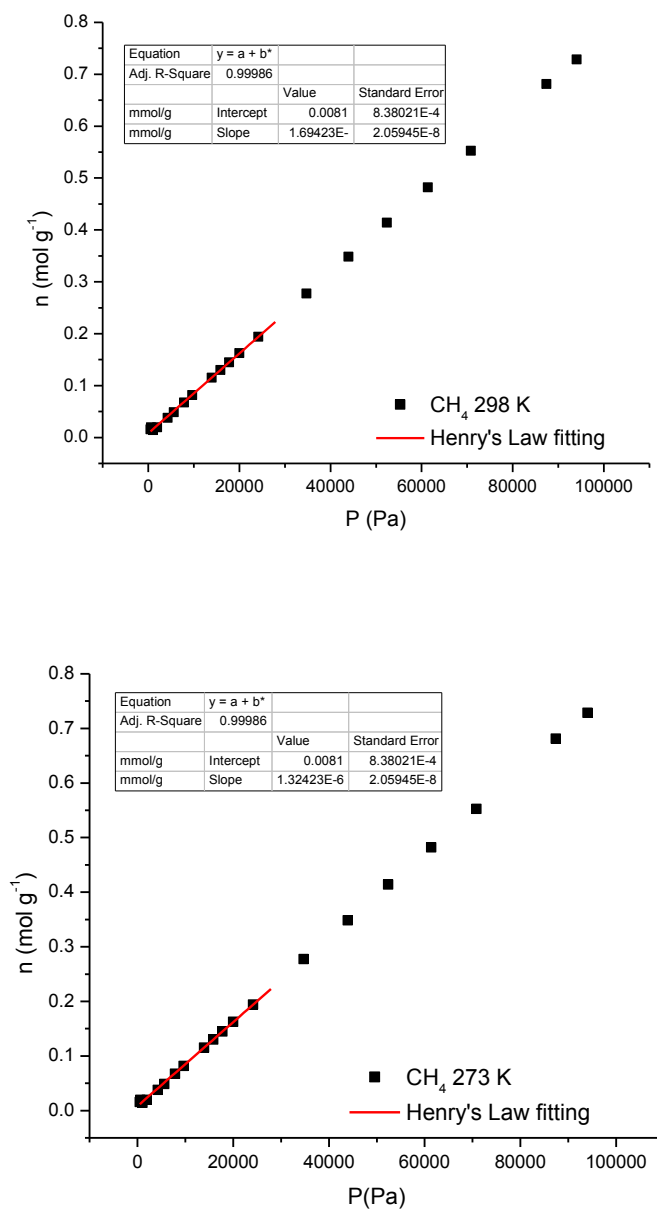 0.8
0.7
0.6
0.5
0.4
0.3
0.2
0.1
0.0
n (mol g⁻¹)
Equation y = a + b*
Adj. R-Square 0.99986
Value Standard Error
mmol/g Intercept 0.0081 8.38021E-4
mmol/g Slope 1.69423E- 2.05945E-8
CH₄ 298 K
Henry's Law fitting
0 20000 40000 60000 80000 100000
P (Pa)
0.8
0.7
0.6
0.5
0.4
0.3
0.2
0.1
0.0
n (mol g⁻¹)
Equation y = a + b*
Adj. R-Square 0.99986
Value Standard Error
mmol/g Intercept 0.0081 8.38021E-4
mmol/g Slope 1.32423E-6 2.05945E-8
CH₄ 273 K
Henry's Law fitting
0 20000 40000 60000 80000 100000
P(Pa)